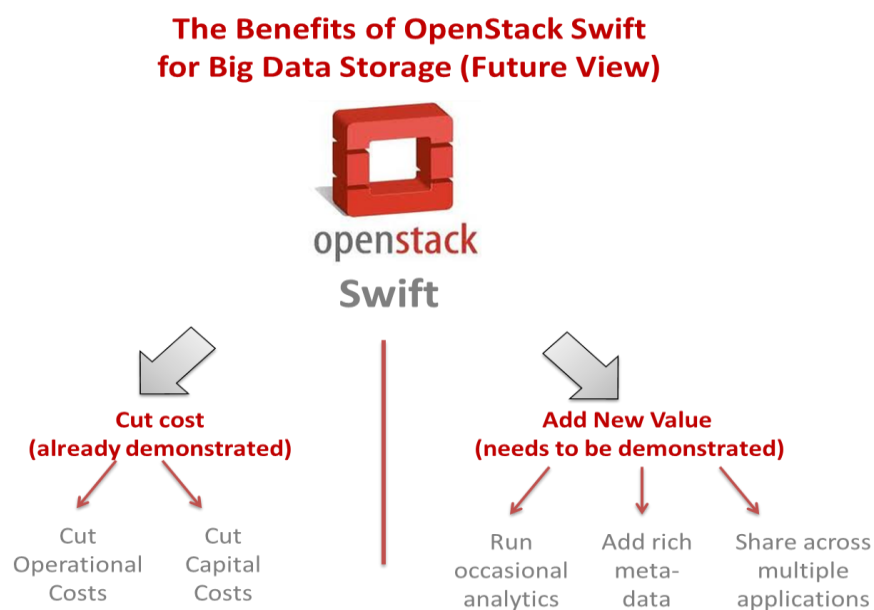 The Benefits of OpenStack Swift
for Big Data Storage (Future View)
openstack
Swift
Cut cost
(already demonstrated)
Add New Value
(needs to be demonstrated)
Cut
Operational
Costs
Cut
Capital
Costs
Run
occasional
analytics
Add rich
meta-
data
Share across
multiple
applications